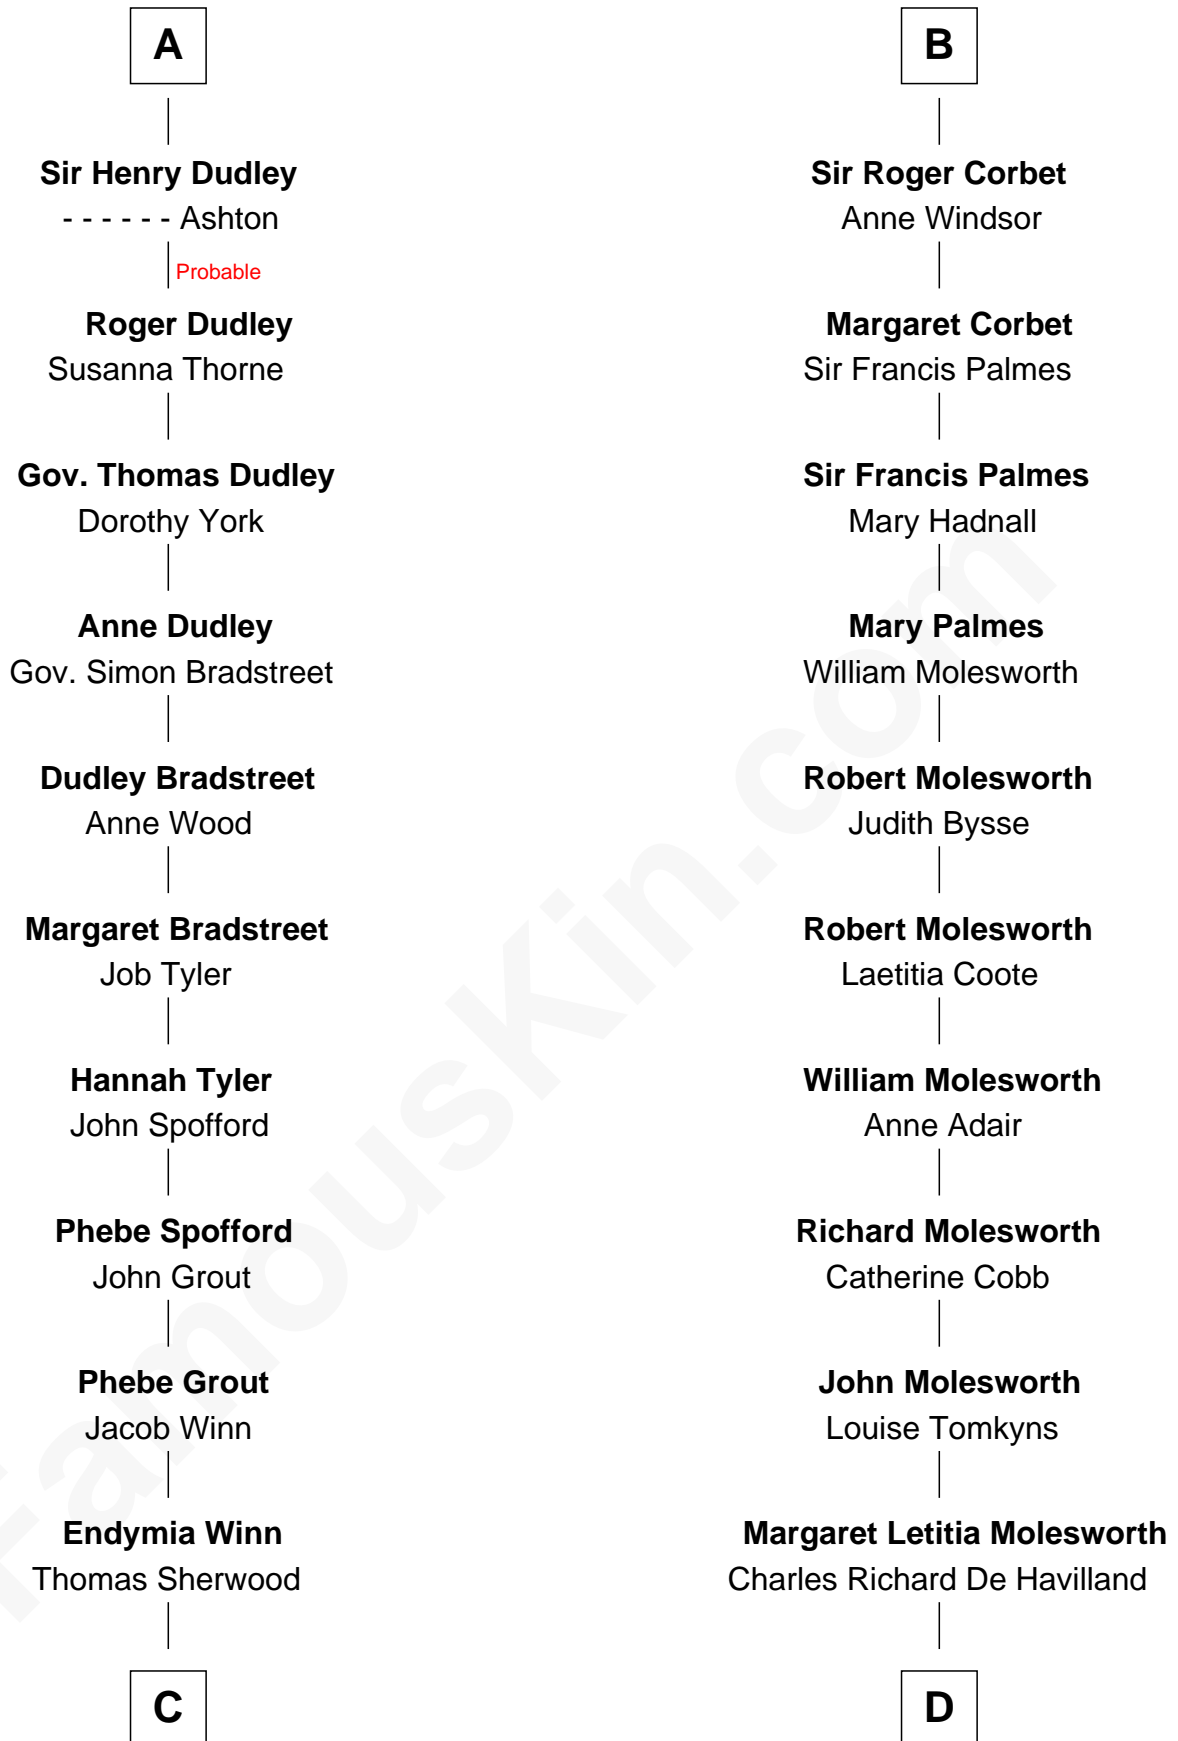 A
Sir Henry Dudley
- - - - - - Ashton
Probable
Roger Dudley
Susanna Thorne
Gov. Thomas Dudley
Dorothy York
Anne Dudley
Gov. Simon Bradstreet
Dudley Bradstreet
Anne Wood
Margaret Bradstreet
Job Tyler
Hannah Tyler
John Spofford
Phebe Spofford
John Grout
Phebe Grout
Jacob Winn
Endymia Winn
Thomas Sherwood
C
B
Sir Roger Corbet
Anne Windsor
Margaret Corbet
Sir Francis Palmes
Sir Francis Palmes
Mary Hadnall
Mary Palmes
William Molesworth
Robert Molesworth
Judith Bysse
Robert Molesworth
Laetitia Coote
William Molesworth
Anne Adair
Richard Molesworth
Catherine Cobb
John Molesworth
Louise Tomkyns
Margaret Letitia Molesworth
Charles Richard De Havilland
D
FamousKin.com